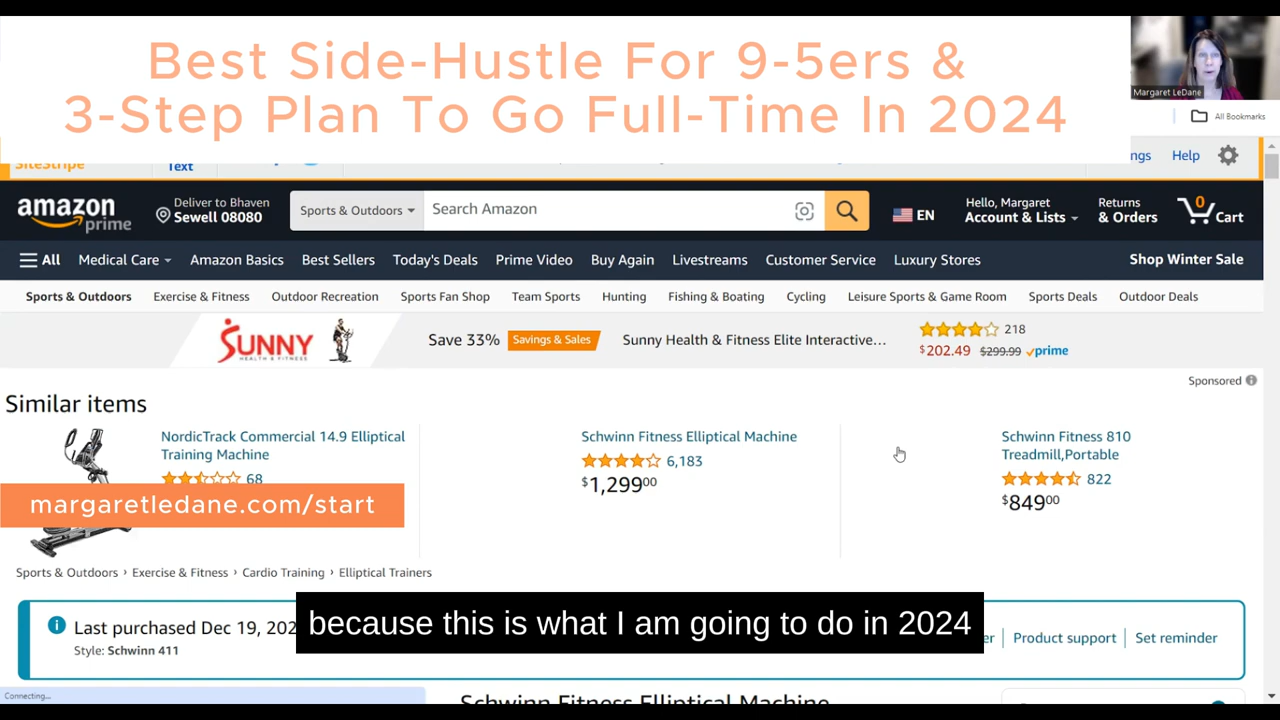 Best Side-Hustle For 9-5ers &
3-Step Plan To Go Full-Time In 2024
Margaret LeDane
All Bookmarks
SiteStripe
Text
ngs
Help
amazon
prime
Deliver to Bhaven
Sewell 08080
Sports & Outdoors
Search Amazon
EN
Hello, Margaret
Account & Lists
Returns
& Orders
0
Cart
All
Medical Care
Amazon Basics
Best Sellers
Today's Deals
Prime Video
Buy Again
Livestreams
Customer Service
Luxury Stores
Shop Winter Sale
Sports & Outdoors
Exercise & Fitness
Outdoor Recreation
Sports Fan Shop
Team Sports
Hunting
Fishing & Boating
Cycling
Leisure Sports & Game Room
Sports Deals
Outdoor Deals
SUNNY
HEALTH & FITNESS
Save 33%
Savings & Sales
Sunny Health & Fitness Elite Interactive...
218
$202.49 $299.99 prime
Sponsored
Similar items
NordicTrack Commercial 14.9 Elliptical
Training Machine
68
Schwinn Fitness Elliptical Machine
6,183
$1,299.00
Schwinn Fitness 810
Treadmill,Portable
822
$849.00
margaretledane.com/start
Sports & Outdoors › Exercise & Fitness › Cardio Training › Elliptical Trainers
Last purchased Dec 19, 202
Style: Schwinn 411
er
Product support
Set reminder
because this is what I am going to do in 2024
Connecting...
Schwinn Fitness Elliptical Machine